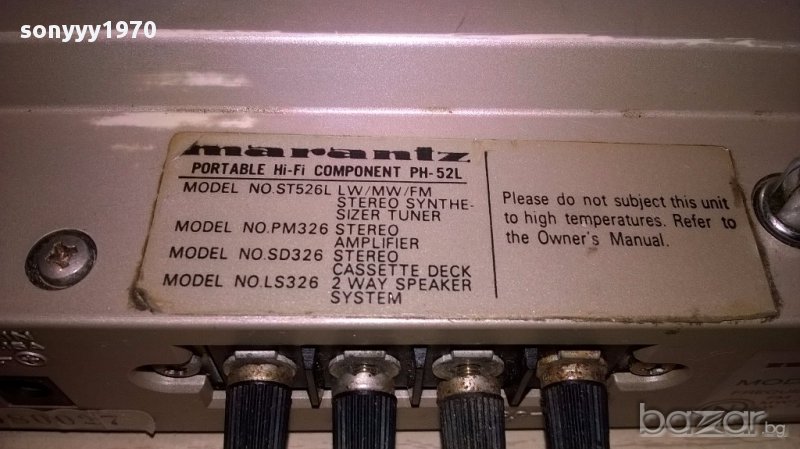 sonyyy1970
marantz
PORTABLE Hi-Fi COMPONENT PH-52L
MODEL NO.ST526L LW/MW/FM
STEREO SYNTHE-
SIZER TUNER
MODEL NO.PM326 STEREO
AMPLIFIER
MODEL NO.SD326 STEREO
CASSETTE DECK
MODEL NO.LS326 2 WAY SPEAKER
SYSTEM
Please do not subject this unit
to high temperatures. Refer to
the Owner's Manual.
bazar.bg